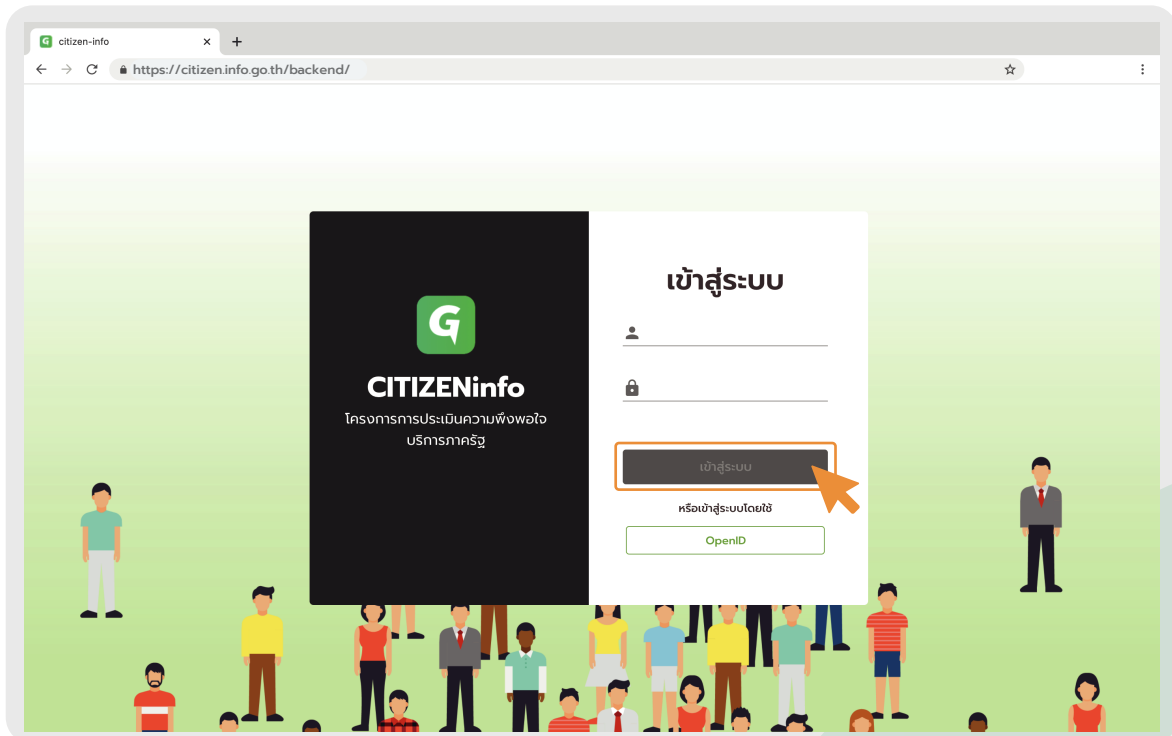 citizen-info
https://citizen.info.go.th/backend/
CITIZENinfo
โครงการการประเมินความพึงพอใจ
บริการภาครัฐ
เข้าสู่ระบบ
เข้าสู่ระบบ
หรือเข้าสู่ระบบโดยใช้
OpenID